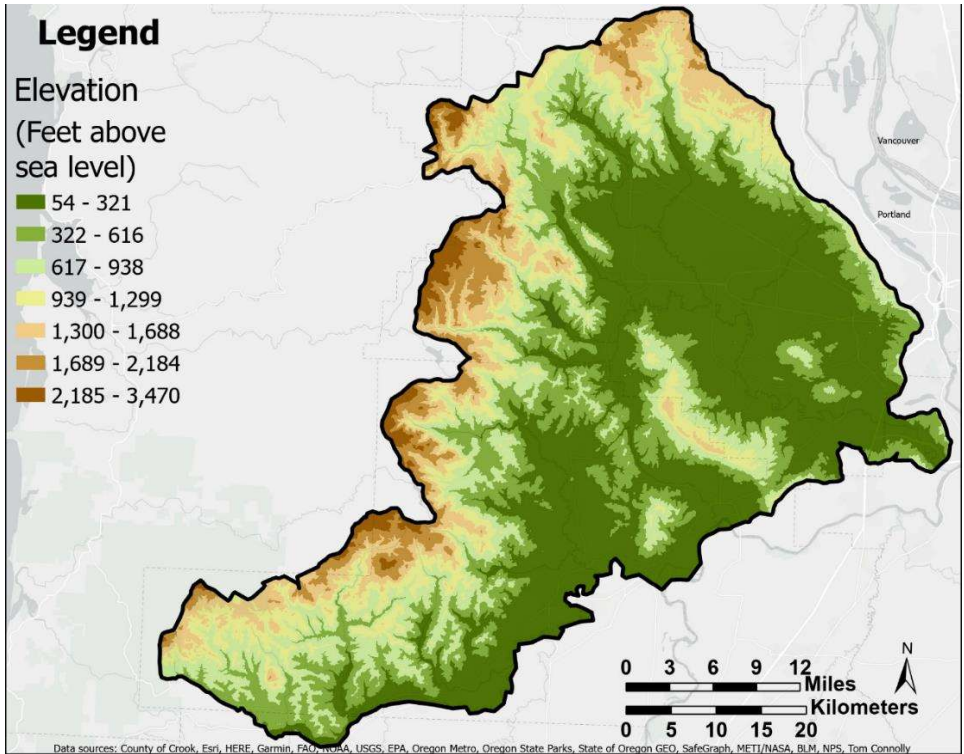 Legend
Elevation
(Feet above
sea level)
54 - 321
322 - 616
617 - 938
939 - 1,299
1,300 - 1,688
1,689 - 2,184
2,185 - 3,470
Vancouver
Portland
N
0 3 6 9 12
Miles
Kilometers
0 5 10 15 20
Data sources: County of Crook, Esri, HERE, Garmin, FAO, NOAA, USGS, EPA, Oregon Metro, Oregon State Parks, State of Oregon GEO, SafeGraph, METI/NASA, BLM, NPS, Tom Connolly